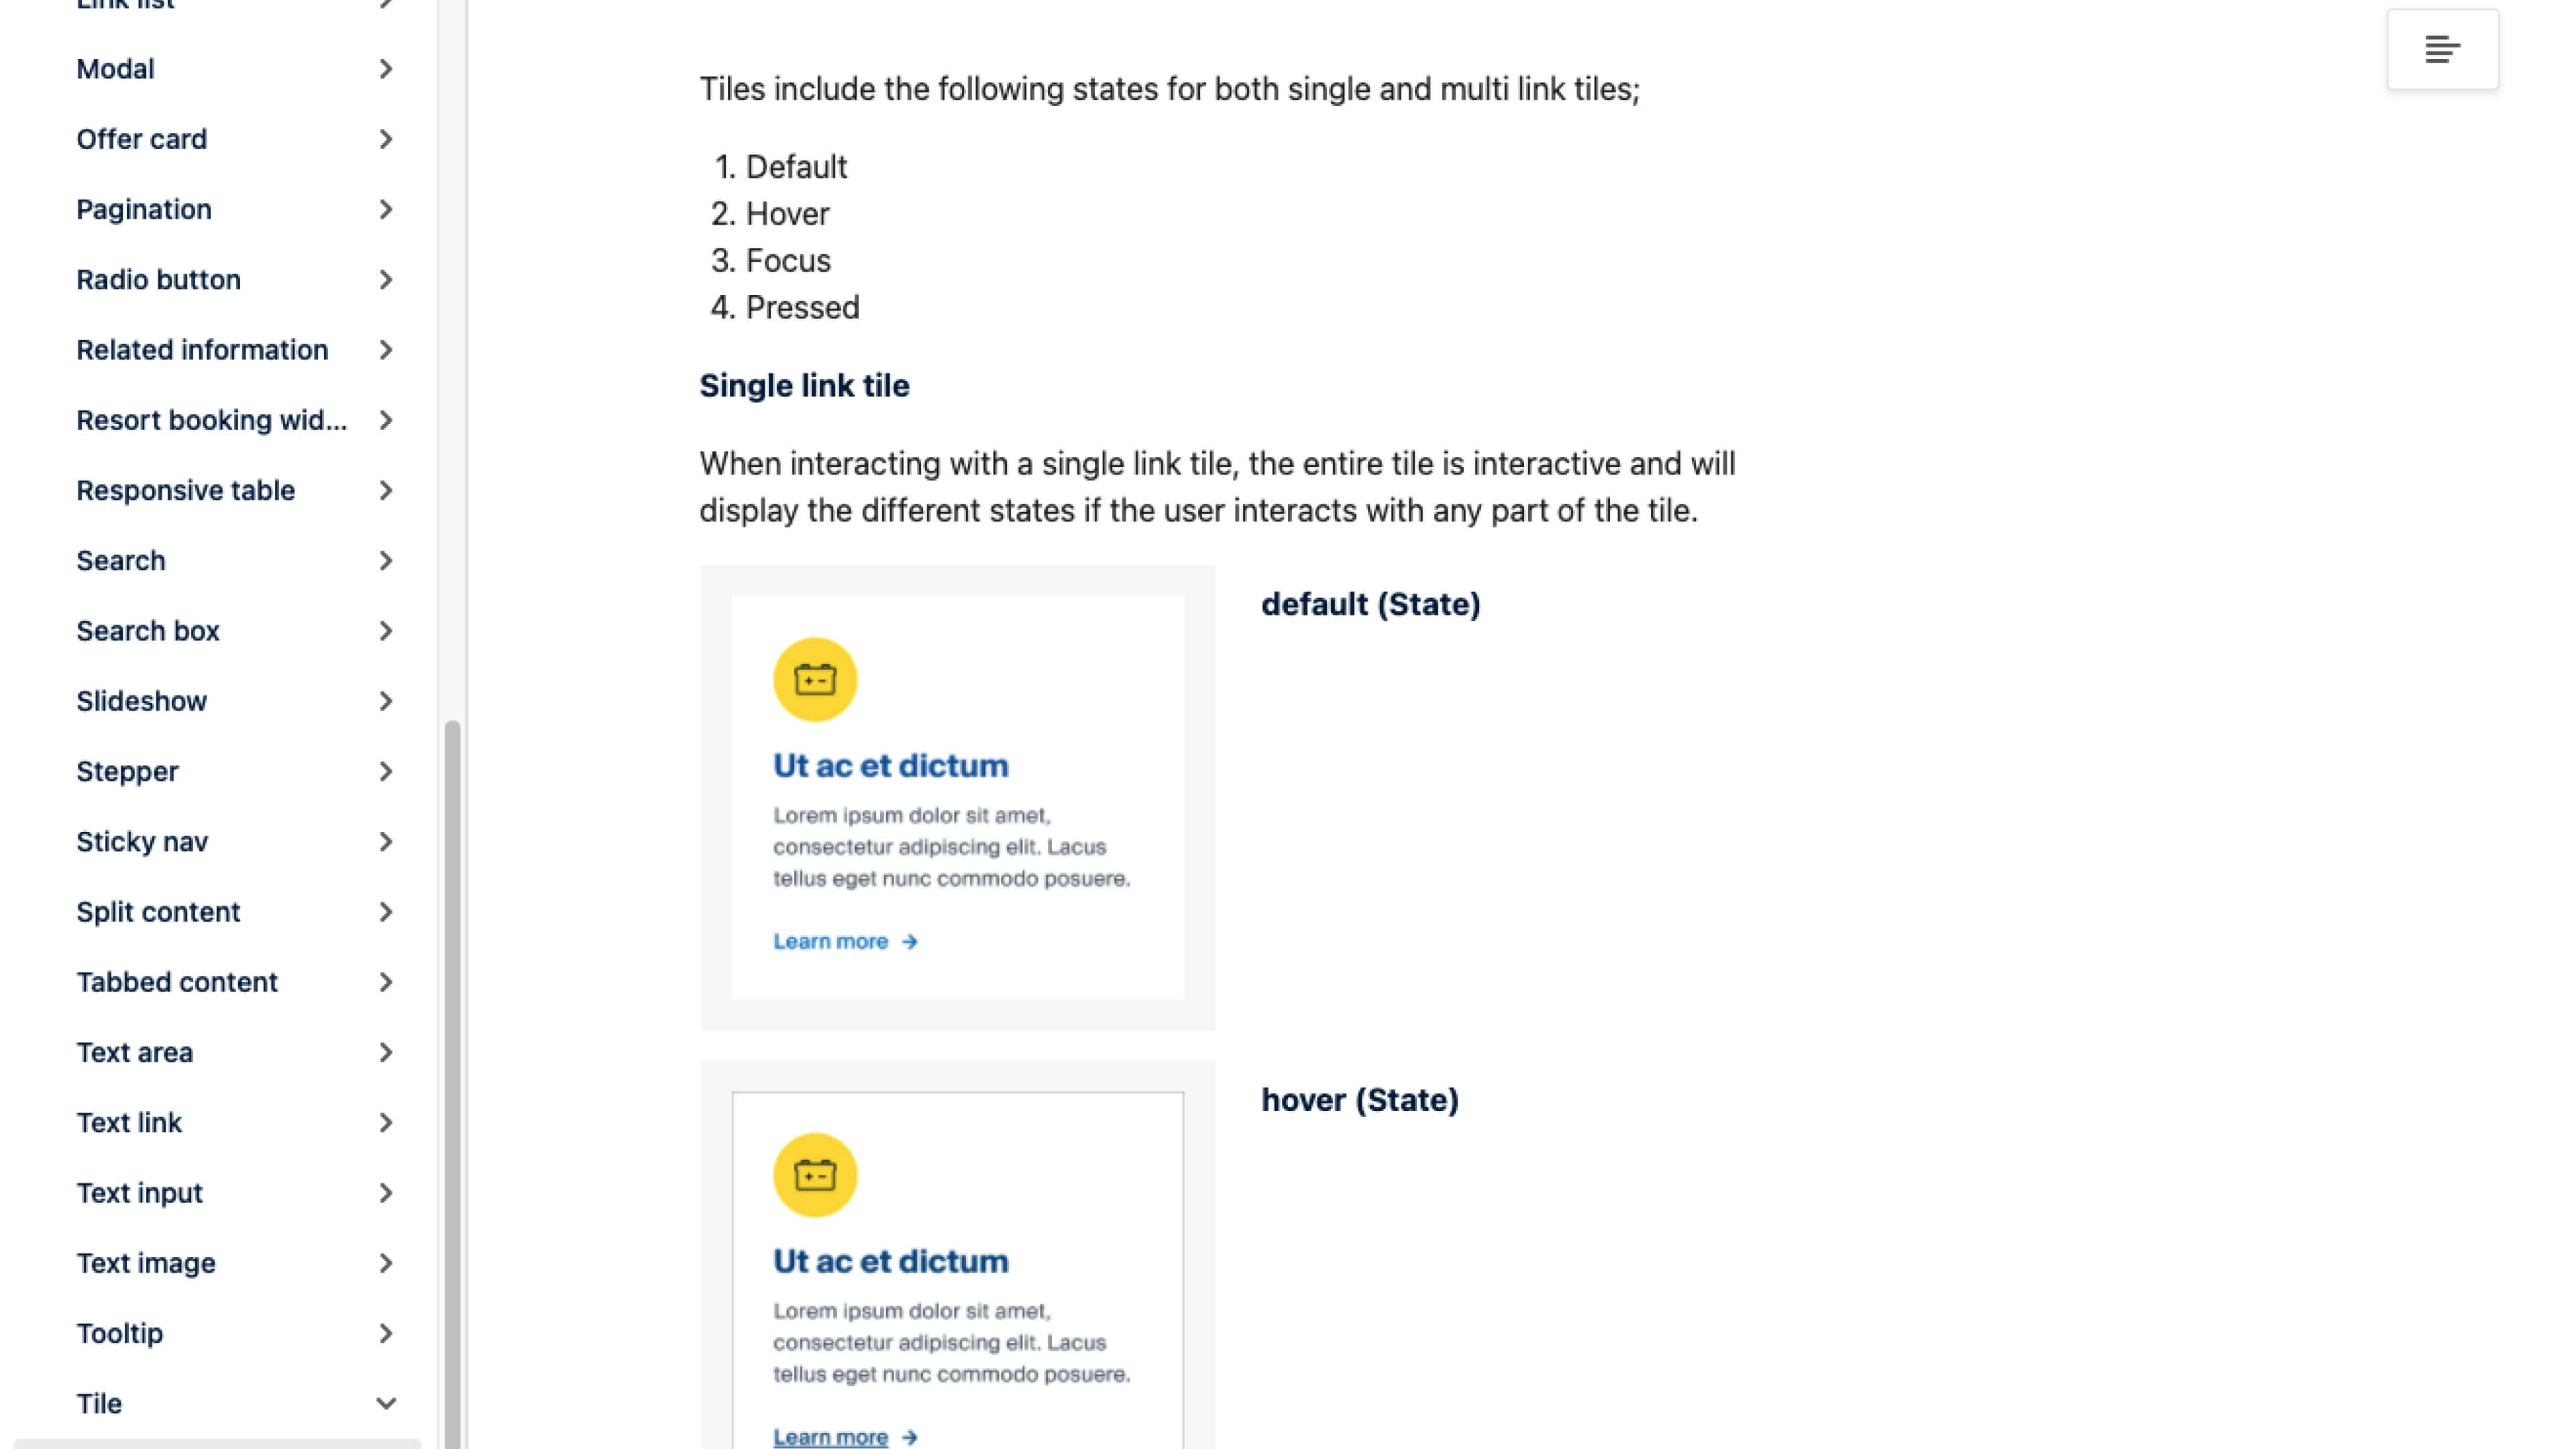 Link list
Modal
Offer card
Pagination
Radio button
Related information
Resort booking wid...
Responsive table
Search
Search box
Slideshow
Stepper
Sticky nav
Split content
Tabbed content
Text area
Text link
Text input
Text image
Tooltip
Tile
Tiles include the following states for both single and multi link tiles;
1. Default
2. Hover
3. Focus
4. Pressed
Single link tile
When interacting with a single link tile, the entire tile is interactive and will
display the different states if the user interacts with any part of the tile.
Ut ac et dictum
Lorem ipsum dolor sit amet,
consectetur adipiscing elit. Lacus
tellus eget nunc commodo posuere.
Learn more →
default (State)
Ut ac et dictum
Lorem ipsum dolor sit amet,
consectetur adipiscing elit. Lacus
tellus eget nunc commodo posuere.
Learn more →
hover (State)